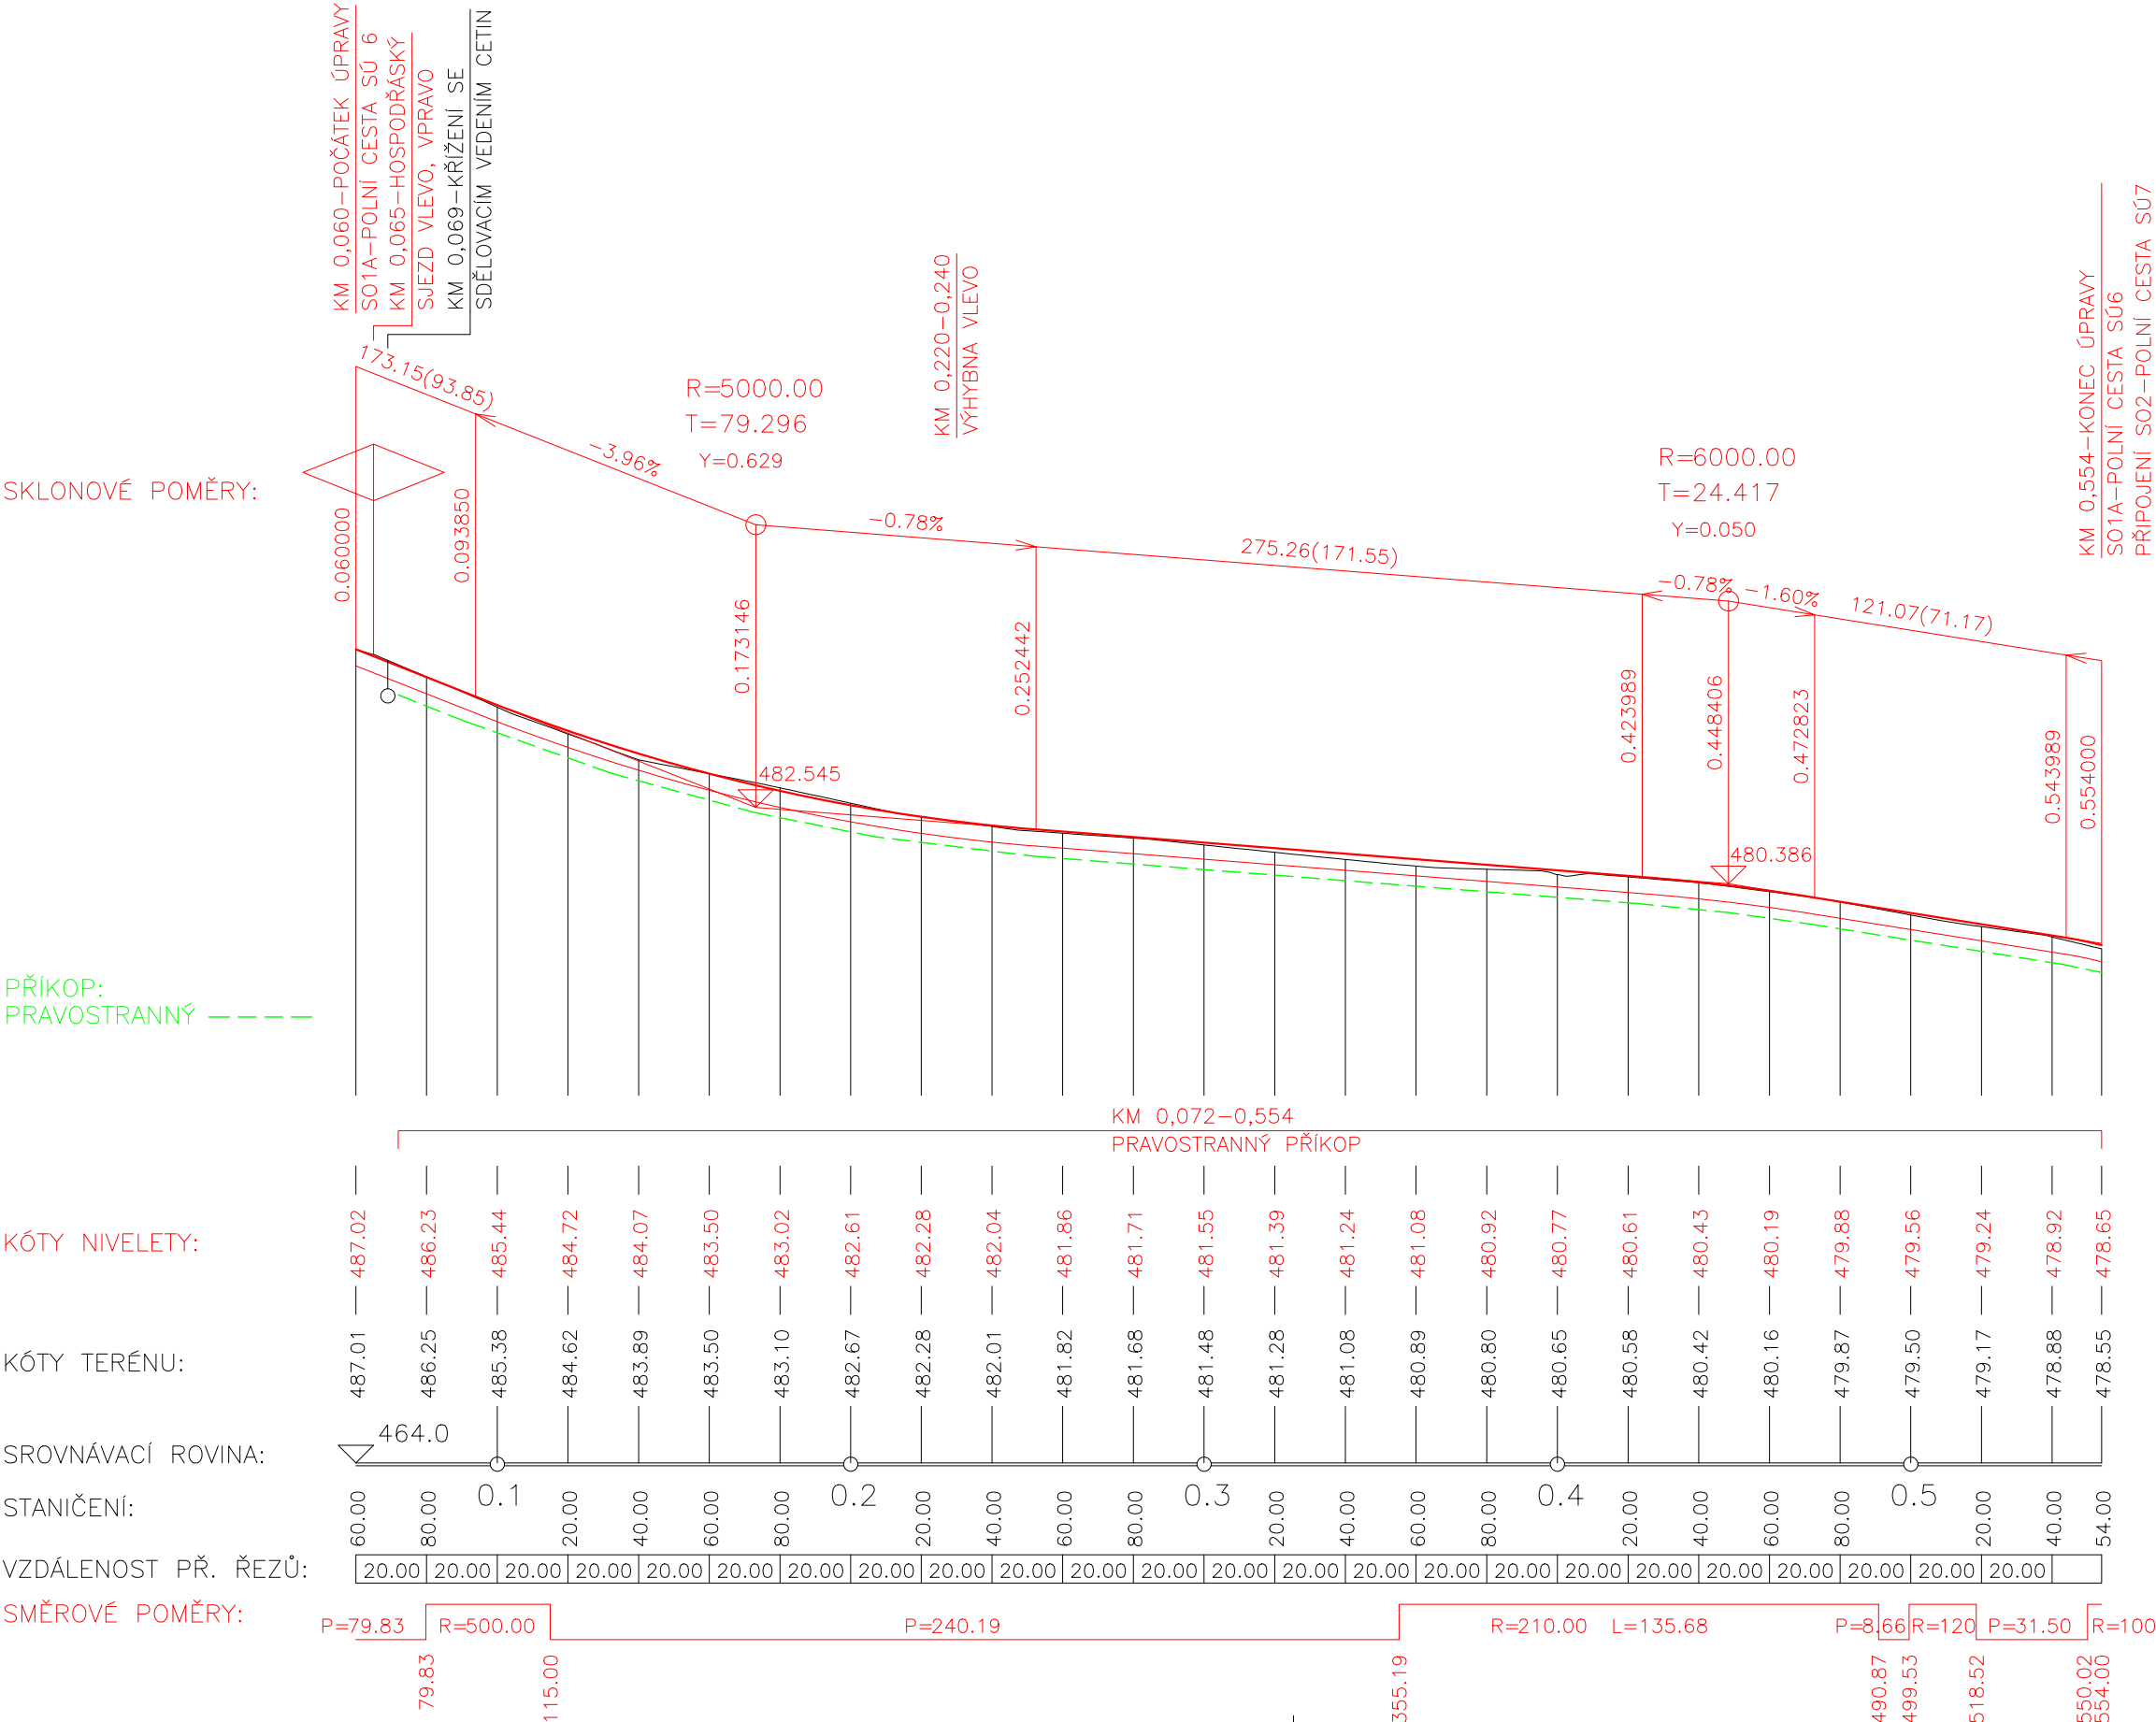 KM 0,060-POČÁTEK ÚPRAVY
SO1A-POLNÍ CESTA SÚ 6
KM 0,065-HOSPODŘÁSKÝ
SJEZD VLEVO, VPRAVO
KM 0,069-KŘÍŽENÍ SE
SDĚLOVACÍM VEDENÍM CETIN
KM 0,220-0,240
VÝHYBNA VLEVO
KM 0,554-KONEC ÚPRAVY
SO1A-POLNÍ CESTA SÚ6
PŘIPOJENÍ SO2-POLNÍ CESTA SÚ7
173.15(93.85)
R=5000.00
T=79.296
Y=0.629
-3.96%
-0.78%
275.26(171.55)
R=6000.00
T=24.417
Y=0.050
-0.78%
-1.60%
121.07(71.17)
SKLONOVÉ POMĚRY:
0.060000
0.093850
0.173146
0.252442
0.423989
0.448406
0.472823
0.543989
0.554000
482.545
480.386
PŘÍKOP:
PRAVOSTRANNÝ
KM 0,072-0,554
PRAVOSTRANNÝ PŘÍKOP
KÓTY NIVELETY: 487.02 486.23 485.44 484.72 484.07 483.50 483.02 482.61 482.28 482.04 481.86 481.71 481.55 481.39 481.24 481.08 480.92 480.77 480.61 480.43 480.19 479.88 479.56 479.24 478.92 478.65
KÓTY TERÉNU: 487.01 486.25 485.38 484.62 483.89 483.50 483.10 482.67 482.28 482.01 481.82 481.68 481.48 481.28 481.08 480.89 480.80 480.65 480.58 480.42 480.16 479.87 479.50 479.17 478.88 478.55
SROVNÁVACÍ ROVINA: 464.0
STANIČENÍ: 60.00 80.00 0.1 20.00 40.00 60.00 80.00 0.2 20.00 40.00 60.00 80.00 0.3 20.00 40.00 60.00 80.00 0.4 20.00 40.00 60.00 80.00 0.5 20.00 40.00 54.00
VZDÁLENOST PŘ. ŘEZŮ: 20.00 20.00 20.00 20.00 20.00 20.00 20.00 20.00 20.00 20.00 20.00 20.00 20.00 20.00 20.00 20.00 20.00 20.00 20.00 20.00 20.00 20.00 20.00 20.00
SMĚROVÉ POMĚRY: P=79.83 R=500.00 P=240.19 R=210.00 L=135.68 P=8.66 R=120 P=31.50 R=100
79.83 115.00 355.19 490.87 499.53 518.52 550.02 554.00